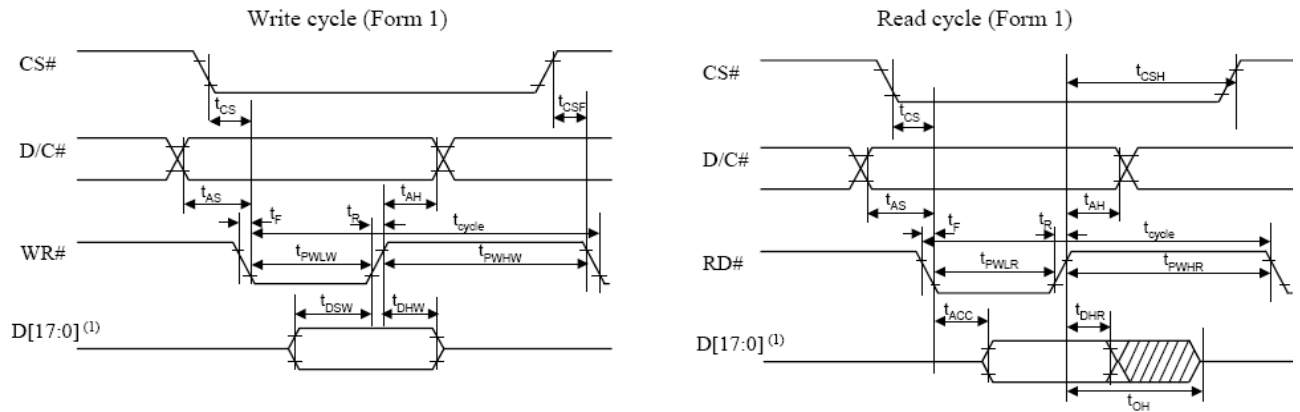 Write cycle (Form 1)
CS#
tCS
tCSF
D/C#
tAS
tAH
tF
tR
tcycle
WR#
tPWLW
tPWHW
tDSW
tDHW
D[17:0] (1)
Read cycle (Form 1)
CS#
tCSH
tCS
D/C#
tAS
tAH
tF
tR
tcycle
RD#
tPWLR
tPWHR
tACC
tDHR
D[17:0] (1)
tOH